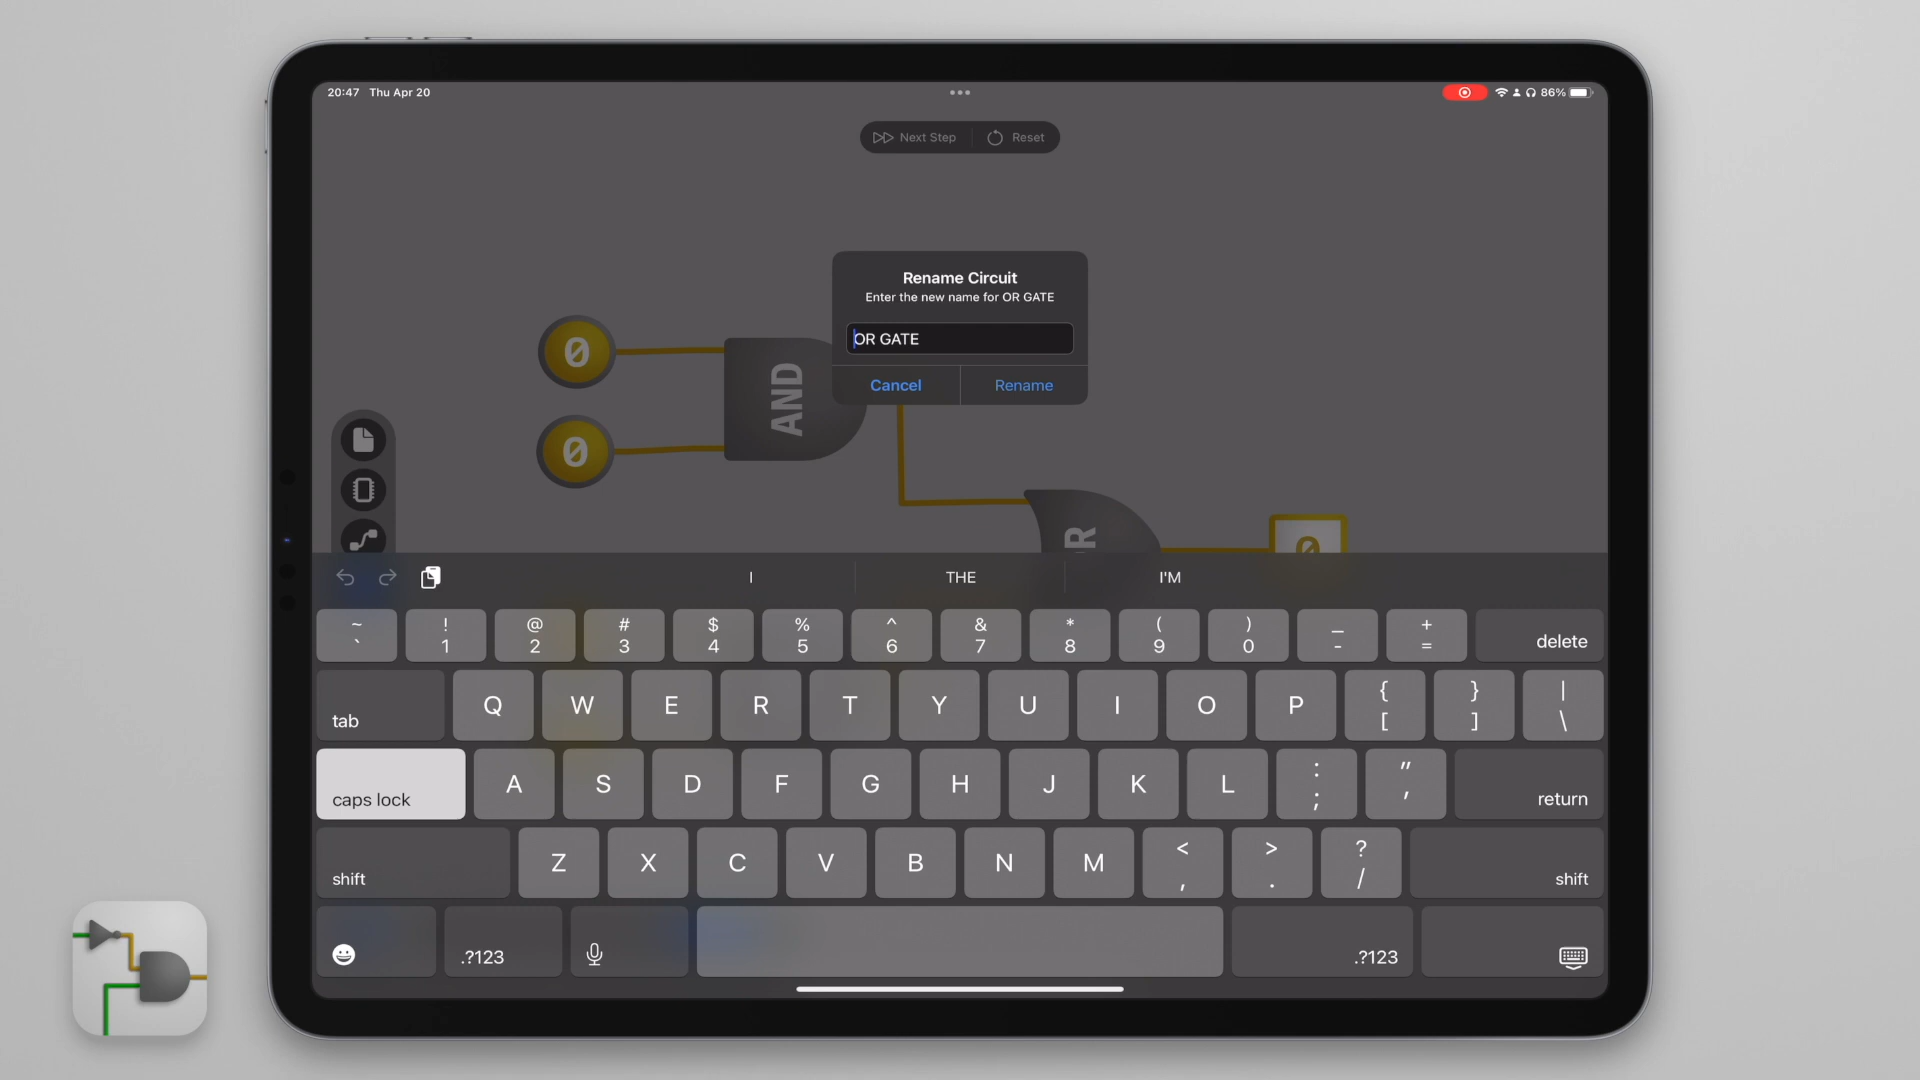 20:47 Thu Apr 20
86%
Next Step Reset
Rename Circuit
Enter the new name for OR GATE
OR GATE
Cancel Rename
0
AND
0
R
0
I THE I'M
~ ! @ # $ % ^ & * ( ) _ +
` 1 2 3 4 5 6 7 8 9 0 - = delete
tab Q W E R T Y U I O P { [ } ] | \
caps lock A S D F G H J K L : ; " ' return
shift Z X C V B N M < , > . ? / shift
.?123 .?123